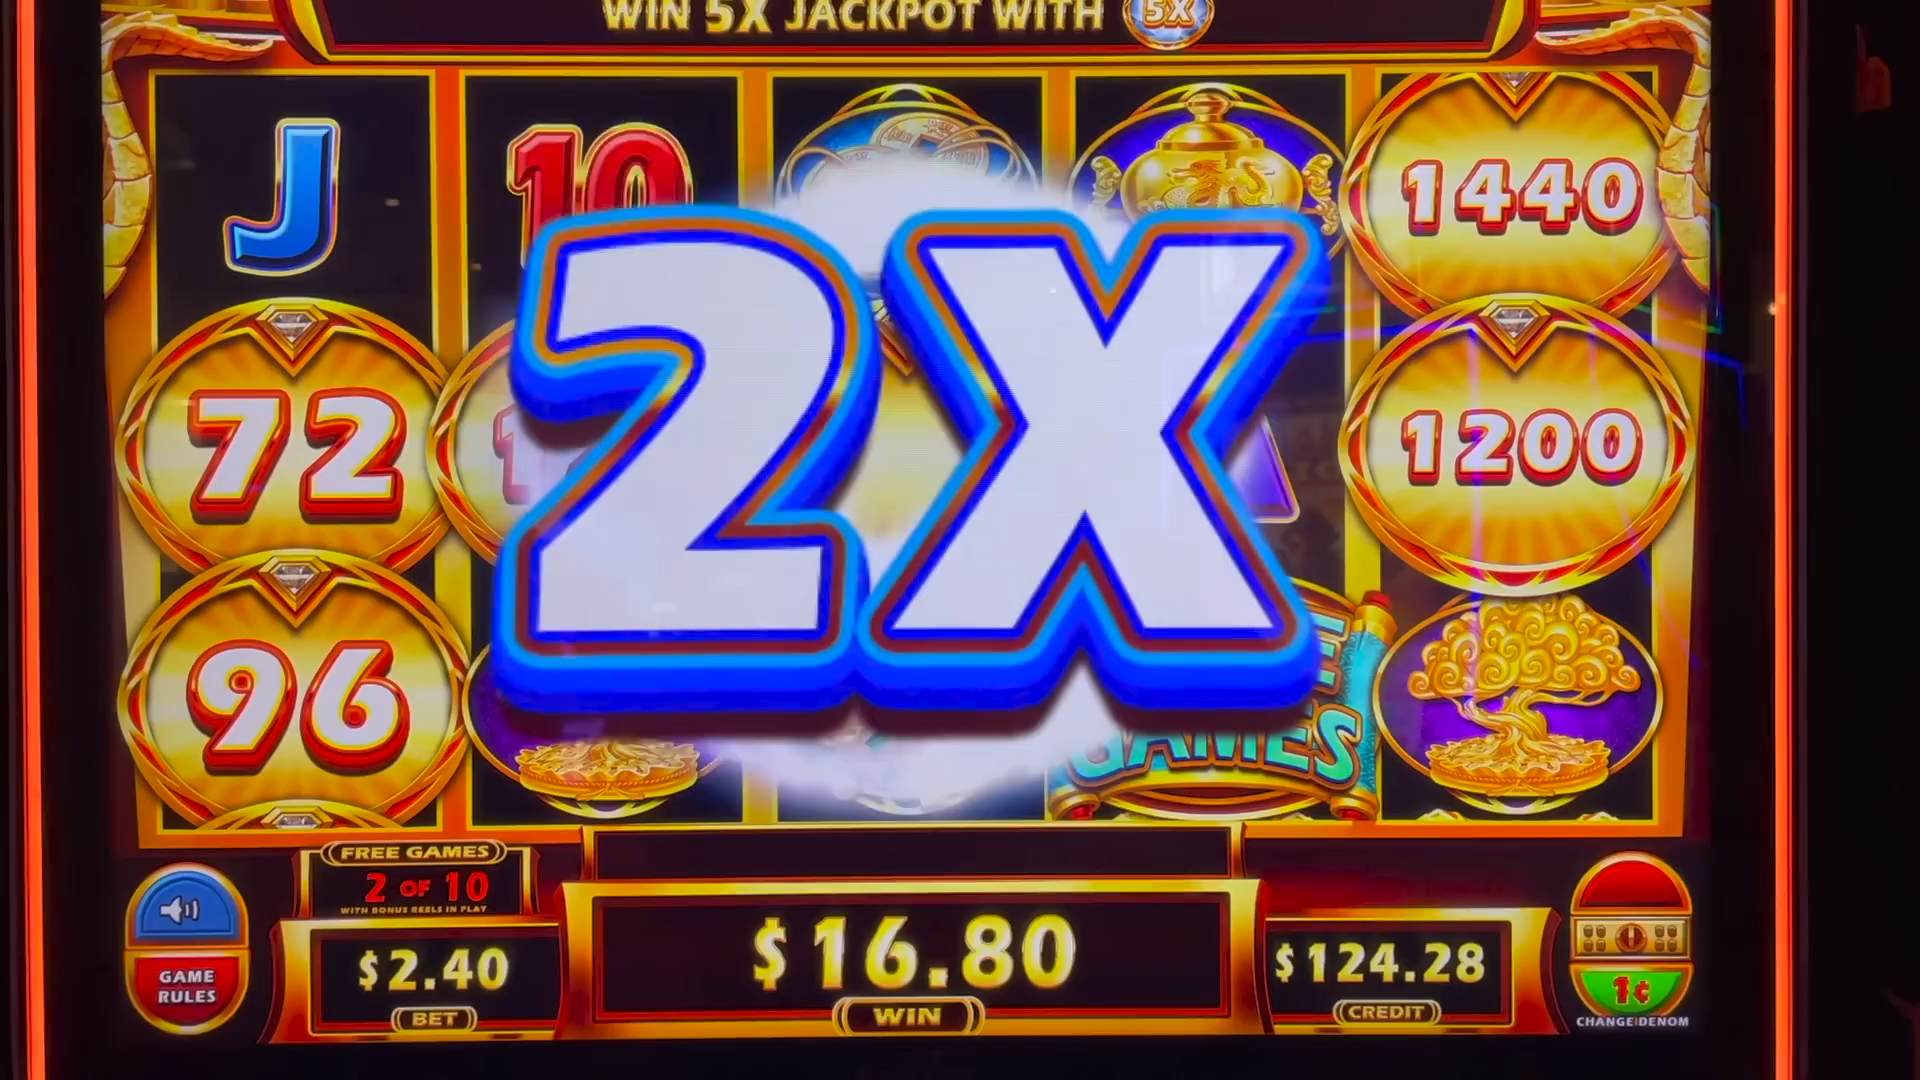 WIN 5X JACKPOT WITH 5X
J
10
1440
72
2X
1200
96
GAMES
FREE GAMES
2 OF 10
WITH BONUS REELS IN PLAY
GAME
RULES
$2.40
BET
$16.80
WIN
$124.28
CREDIT
1¢
CHANGE DENOM